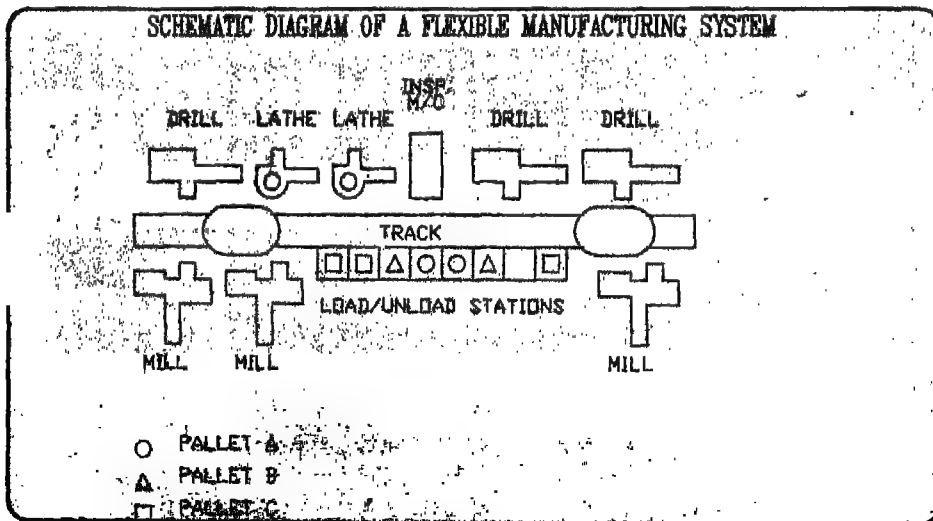 SCHEMATIC DIAGRAM OF A FLEXIBLE MANUFACTURING SYSTEM
INSP
M/C
DRILL LATHE LATHE DRILL DRILL
TRACK
LOAD/UNLOAD STATIONS
MILL MILL MILL
PALLET A
PALLET B
PALLET C